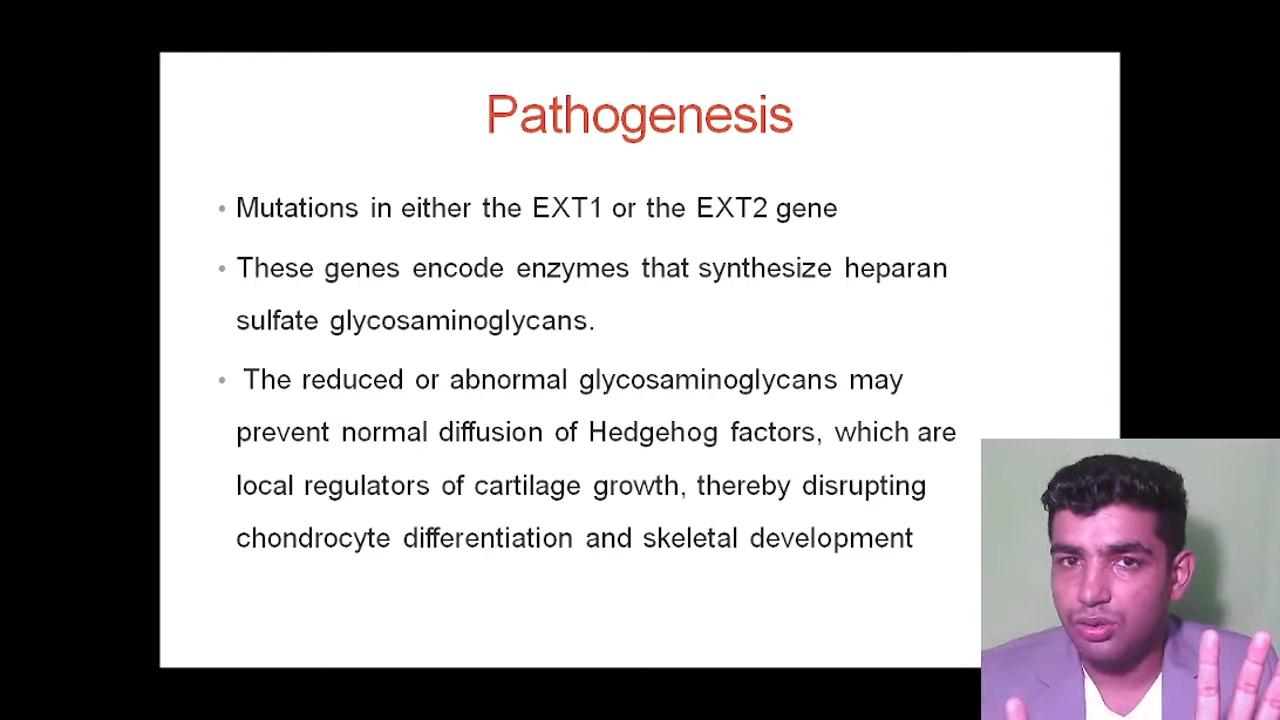 Pathogenesis
• Mutations in either the EXT1 or the EXT2 gene
• These genes encode enzymes that synthesize heparan
sulfate glycosaminoglycans.
• The reduced or abnormal glycosaminoglycans may
prevent normal diffusion of Hedgehog factors, which are
local regulators of cartilage growth, thereby disrupting
chondrocyte differentiation and skeletal development